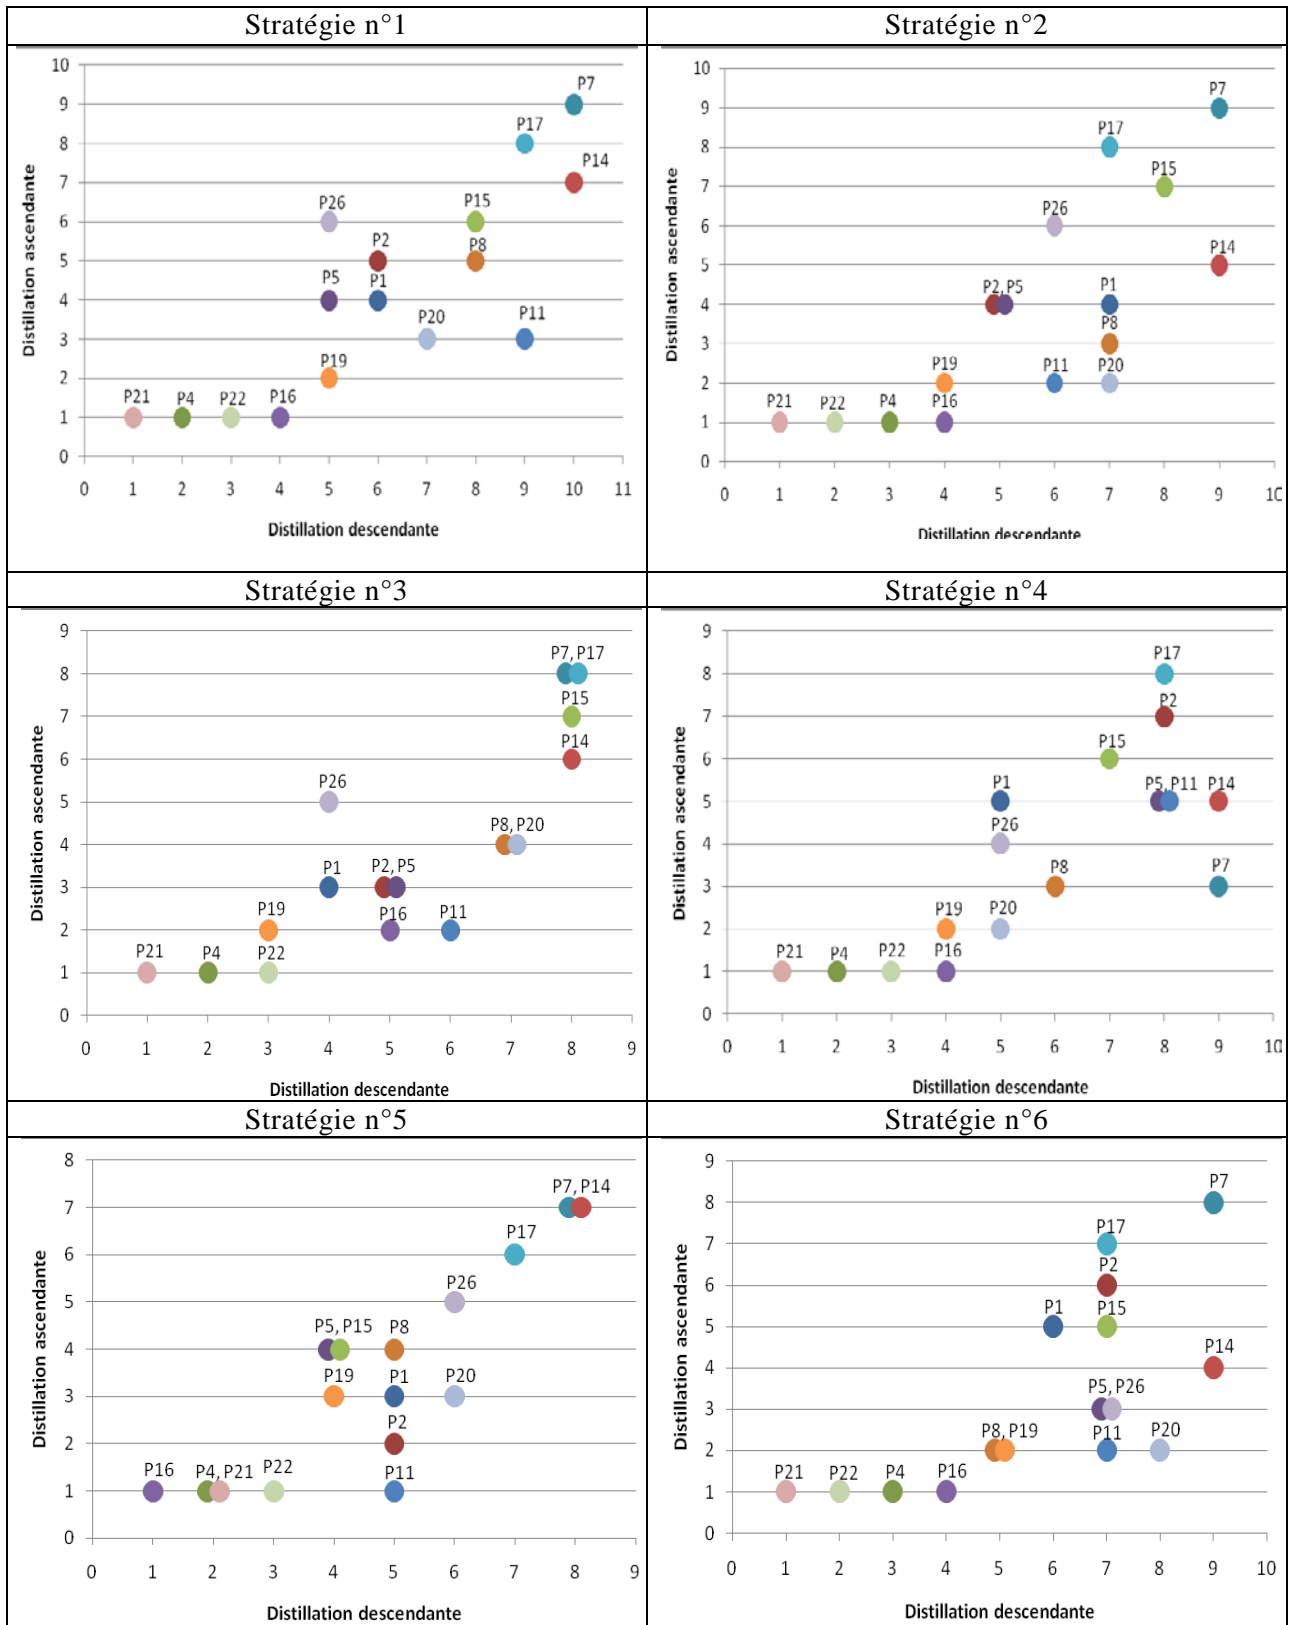 Stratégie n°1
Stratégie n°2
10
9
8
7
6
5
4
3
2
1
0
Distillation ascendante
P7
P17
P14
P26
P15
P2
P8
P5
P1
P20
P11
P19
P21
P4
P22
P16
0 1 2 3 4 5 6 7 8 9 10 11
Distillation descendante
10
9
8
7
6
5
4
3
2
1
0
Distillation ascendante
P7
P17
P15
P26
P14
P2, P5
P1
P8
P19
P11
P20
P21
P22
P4
P16
0 1 2 3 4 5 6 7 8 9 10
Distillation descendante
Stratégie n°3
Stratégie n°4
9
8
7
6
5
4
3
2
1
0
Distillation ascendante
P7, P17
P15
P14
P26
P8, P20
P1
P2, P5
P19
P16
P11
P21
P4
P22
0 1 2 3 4 5 6 7 8 9
Distillation descendante
9
8
7
6
5
4
3
2
1
0
Distillation ascendante
P17
P2
P15
P1
P5, P11
P14
P26
P8
P7
P19
P20
P21
P4
P22
P16
0 1 2 3 4 5 6 7 8 9 10
Distillation descendante
Stratégie n°5
Stratégie n°6
8
7
6
5
4
3
2
1
0
Distillation ascendante
P7, P14
P17
P26
P5, P15
P8
P19
P1
P20
P2
P16
P4, P21
P22
P11
0 1 2 3 4 5 6 7 8 9
Distillation descendante
9
8
7
6
5
4
3
2
1
0
Distillation ascendante
P7
P17
P2
P1
P15
P14
P5, P26
P8, P19
P11
P20
P21
P22
P4
P16
0 1 2 3 4 5 6 7 8 9 10
Distillation descendante